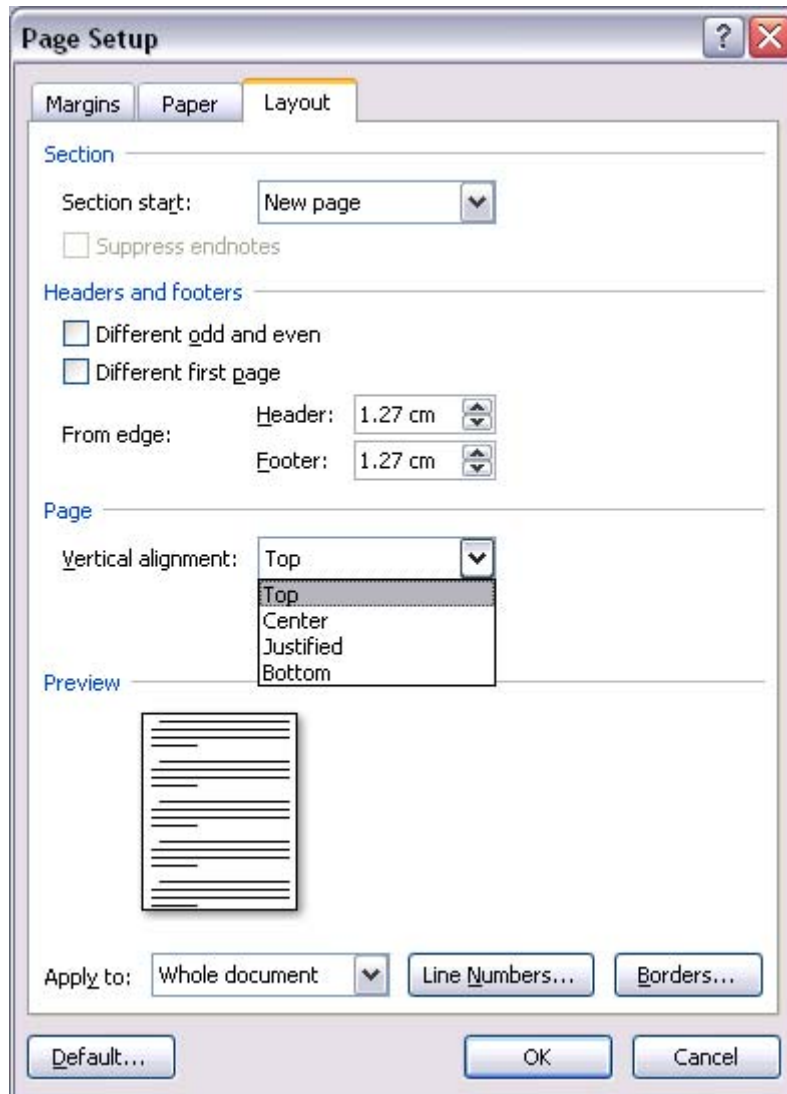 Page Setup
Margins Paper Layout
Section
Section start: New page
Suppress endnotes
Headers and footers
Different odd and even
Different first page
From edge: Header: 1.27 cm
Footer: 1.27 cm
Page
Vertical alignment: Top
Top
Center
Justified
Bottom
Preview
Apply to: Whole document Line Numbers... Borders...
Default... OK Cancel